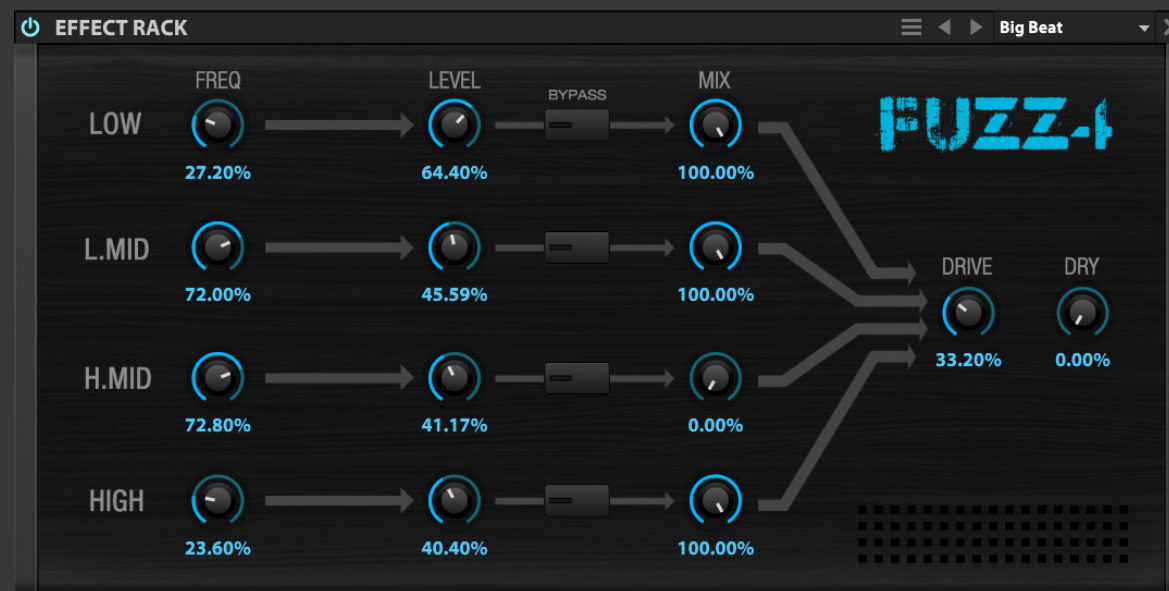 EFFECT RACK
Big Beat
FREQ LEVEL BYPASS MIX
LOW
27.20% 64.40% 100.00%
FUZZ4
L.MID
72.00% 45.59% 100.00%
DRIVE DRY
33.20% 0.00%
H.MID
72.80% 41.17% 0.00%
HIGH
23.60% 40.40% 100.00%